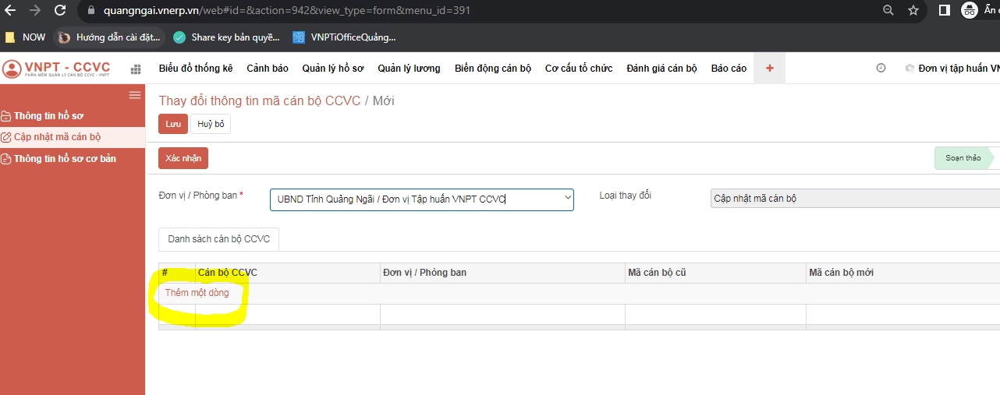 quangngai.vnerp.vn/web#id=&action=942&view_type=form&menu_id=391
Ẩn d
NOW Hướng dẫn cài đặt... Share key bản quyề... VNPTiOfficeQuảng...
VNPT - CCVC
PHẦN MỀM QUẢN LÝ CÁN BỘ CCVC - VNPT
Biểu đồ thống kê Cảnh báo Quản lý hồ sơ Quản lý lương Biến động cán bộ Cơ cấu tổ chức Đánh giá cán bộ Báo cáo + Đơn vị tập huấn VN
Thông tin hồ sơ
Cập nhật mã cán bộ
Thông tin hồ sơ cơ bản
Thay đổi thông tin mã cán bộ CCVC / Mới
Lưu Huỷ bỏ
Xác nhận Soạn thảo
Đơn vị / Phòng ban * UBND Tỉnh Quảng Ngãi / Đơn vị Tập huấn VNPT CCVC Loại thay đổi Cập nhật mã cán bộ
Danh sách cán bộ CCVC
# Cán bộ CCVC Đơn vị / Phòng ban Mã cán bộ cũ Mã cán bộ mới
Thêm một dòng